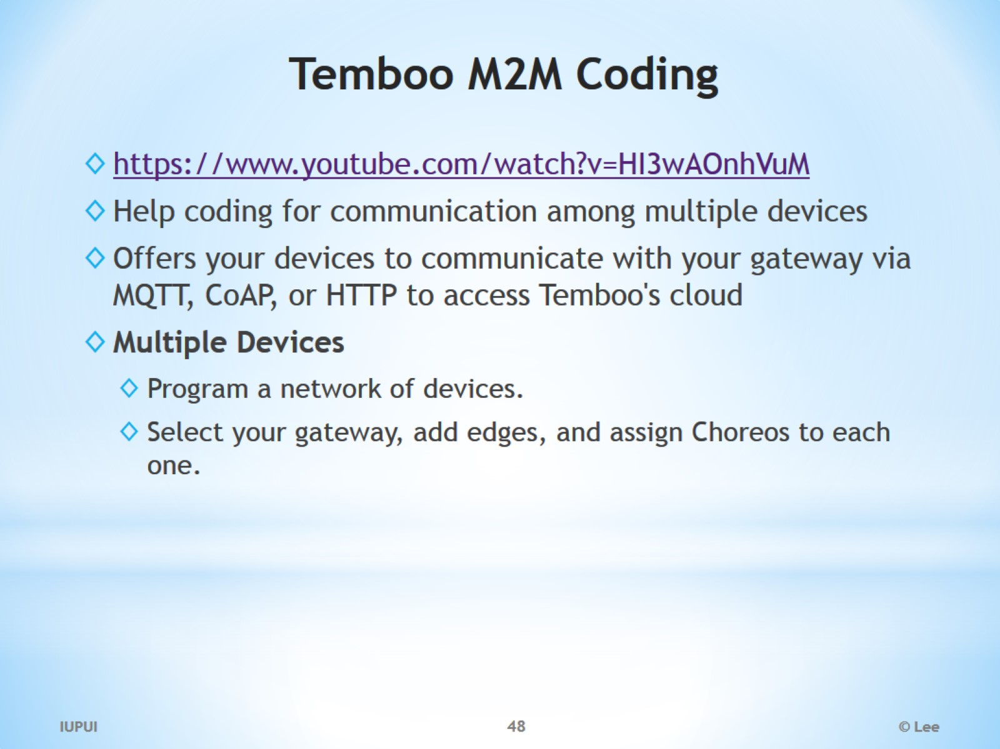 Temboo M2M Coding
https://www.youtube.com/watch?v=HI3wAOnhVuM
Help coding for communication among multiple devices
Offers your devices to communicate with your gateway via
MQTT, CoAP, or HTTP to access Temboo's cloud
Multiple Devices
Program a network of devices.
Select your gateway, add edges, and assign Choreos to each
one.
IUPUI
48
© Lee